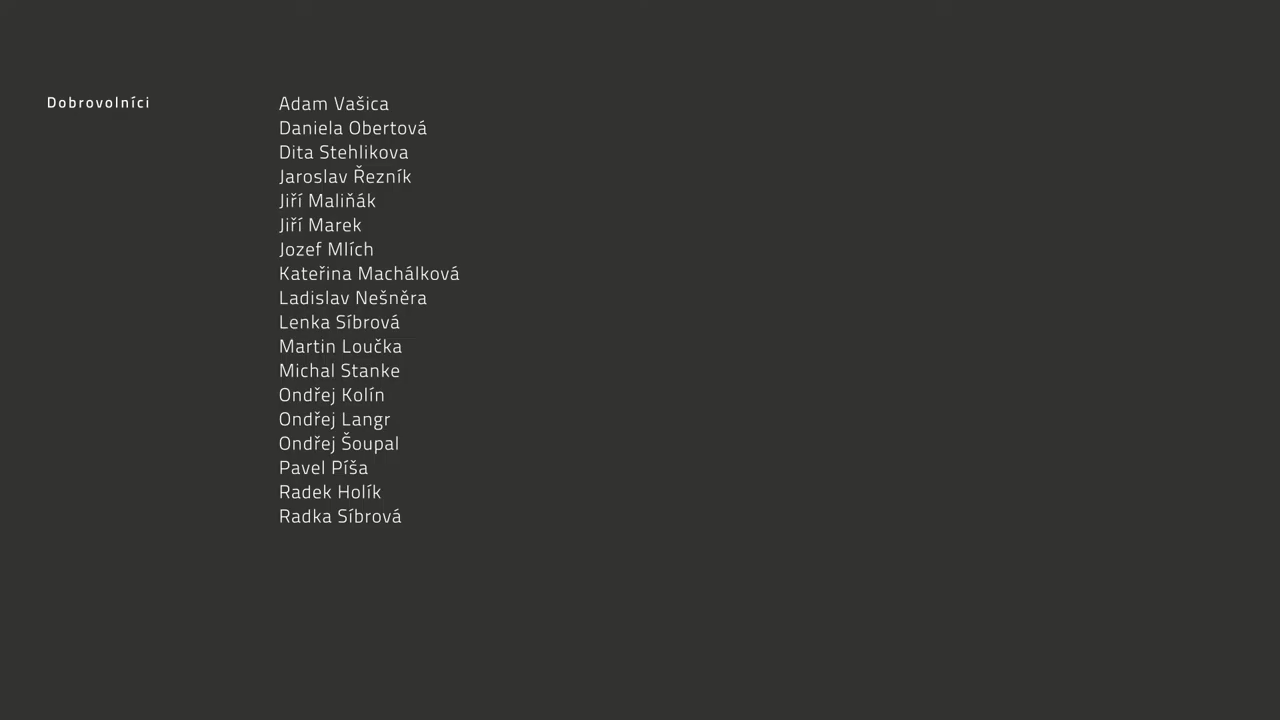 Dobrovolníci
Adam Vašica
Daniela Obertová
Dita Stehlikova
Jaroslav Řezník
Jiří Maliňák
Jiří Marek
Jozef Mlích
Kateřina Machálková
Ladislav Nešněra
Lenka Síbrová
Martin Loučka
Michal Stanke
Ondřej Kolín
Ondřej Langr
Ondřej Šoupal
Pavel Píša
Radek Holík
Radka Síbrová